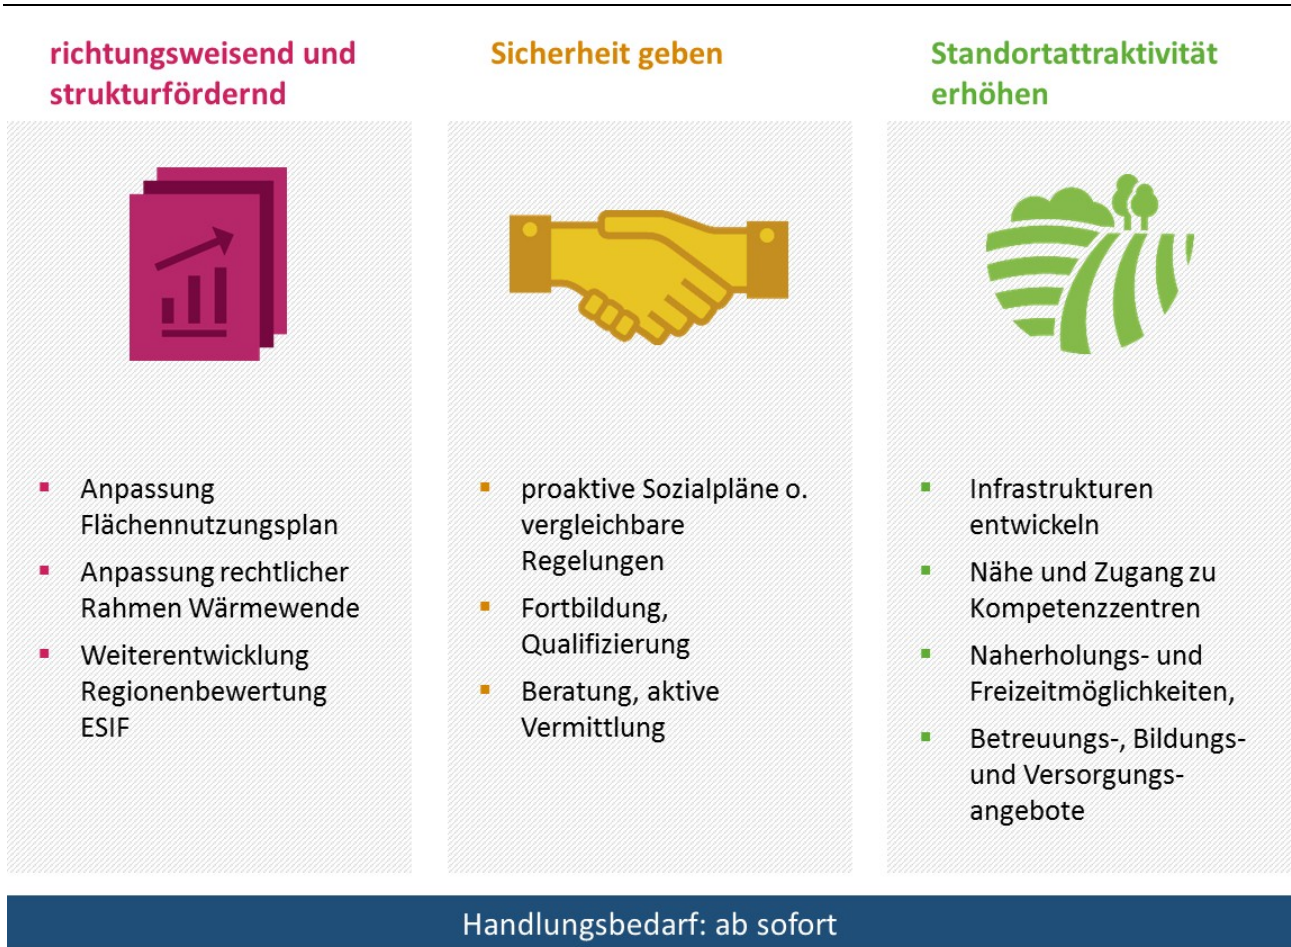 richtungsweisend und
strukturfördernd
Anpassung
Flächennutzungsplan
Anpassung rechtlicher
Rahmen Wärmewende
Weiterentwicklung
Regionenbewertung
ESIF
Sicherheit geben
proaktive Sozialpläne o.
vergleichbare
Regelungen
Fortbildung,
Qualifizierung
Beratung, aktive
Vermittlung
Standortattraktivität
erhöhen
Infrastrukturen
entwickeln
Nähe und Zugang zu
Kompetenzzentren
Naherholungs- und
Freizeitmöglichkeiten,
Betreuungs-, Bildungs-
und Versorgungs-
angebote
Handlungsbedarf: ab sofort